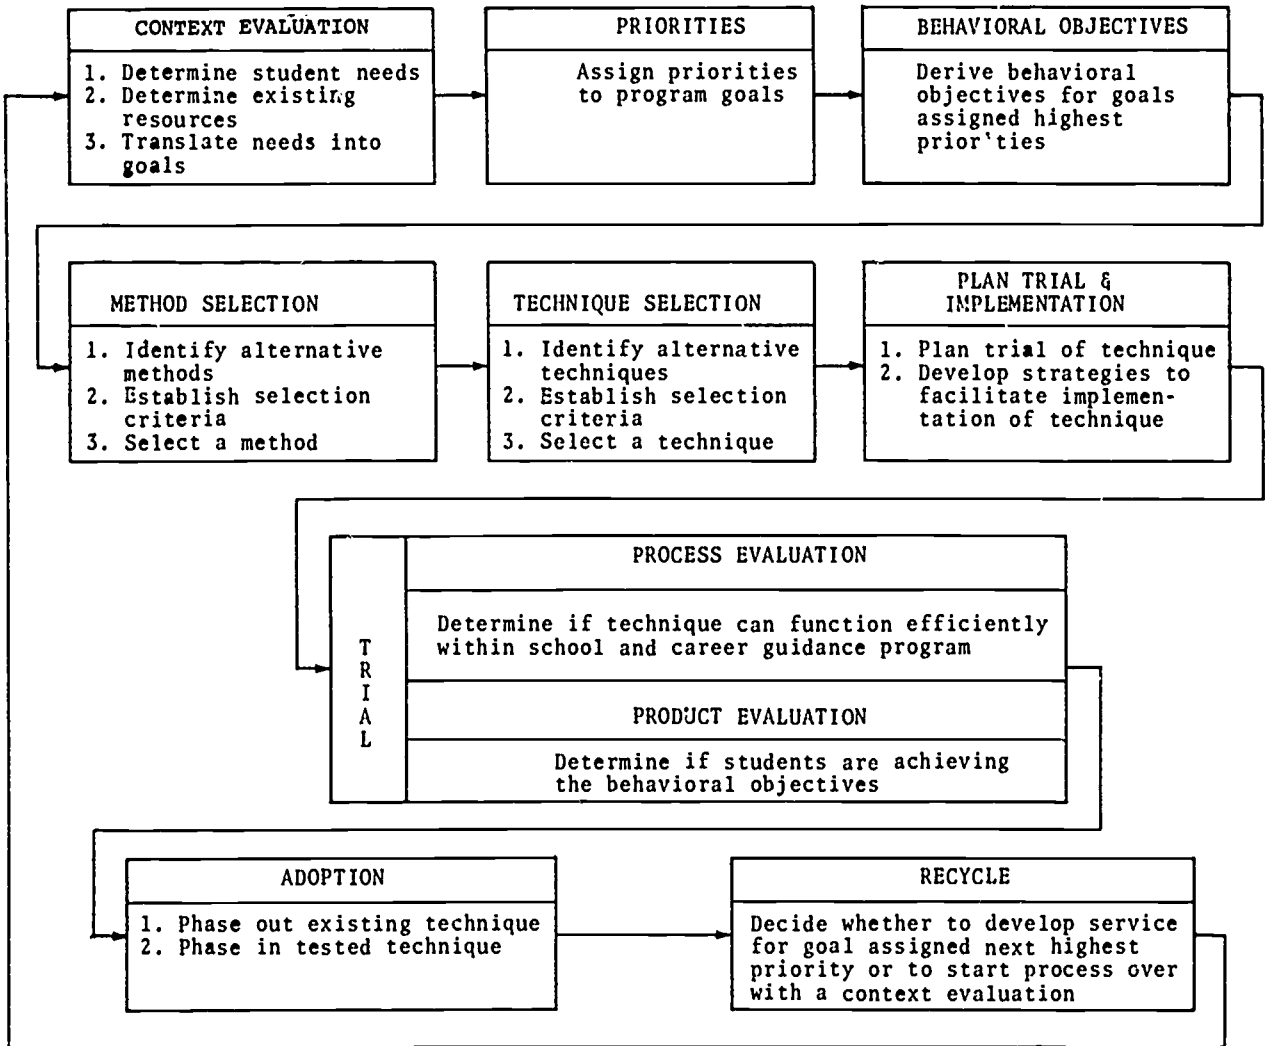 CONTEXT EVALUATION
1. Determine student needs
2. Determine existing
resources
3. Translate needs into
goals
PRIORITIES
Assign priorities
to program goals
BEHAVIORAL OBJECTIVES
Derive behavioral
objectives for goals
assigned highest
prior'ties
METHOD SELECTION
1. Identify alternative
methods
2. Establish selection
criteria
3. Select a method
TECHNIQUE SELECTION
1. Identify alternative
techniques
2. Establish selection
criteria
3. Select a technique
PLAN TRIAL &
IMPLEMENTATION
1. Plan trial of technique
2. Develop strategies to
facilitate implemen-
tation of technique
TRIAL
PROCESS EVALUATION
Determine if technique can function efficiently
within school and career guidance program
PRODUCT EVALUATION
Determine if students are achieving
the behavioral objectives
ADOPTION
1. Phase out existing technique
2. Phase in tested technique
RECYCLE
Decide whether to develop service
for goal assigned next highest
priority or to start process over
with a context evaluation